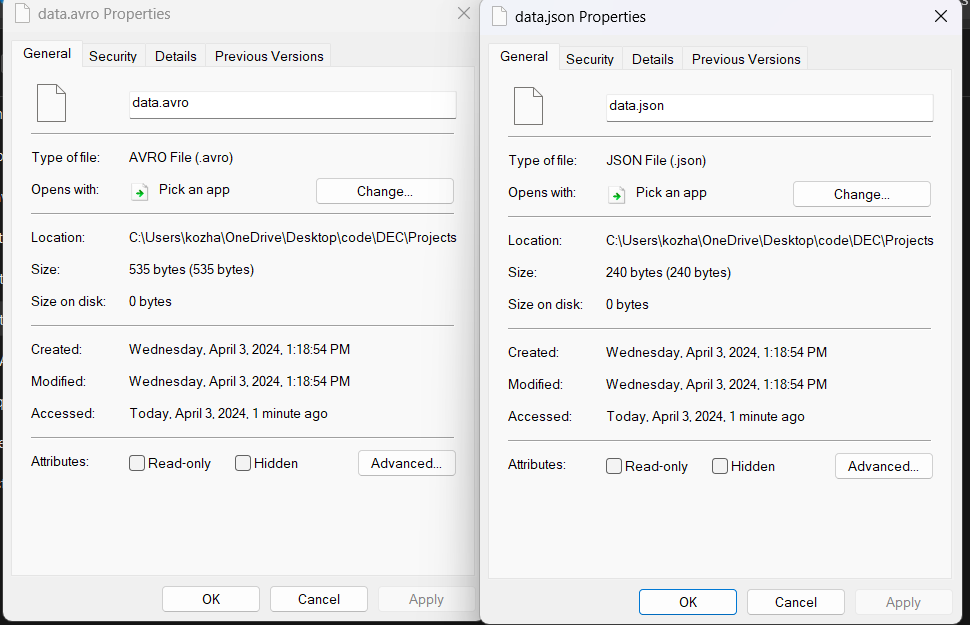 data.avro Properties
General Security Details Previous Versions
data.avro
Type of file: AVRO File (.avro)
Opens with: Pick an app Change...
Location: C:\Users\kozha\OneDrive\Desktop\code\DEC\Projects
Size: 535 bytes (535 bytes)
Size on disk: 0 bytes
Created: Wednesday, April 3, 2024, 1:18:54 PM
Modified: Wednesday, April 3, 2024, 1:18:54 PM
Accessed: Today, April 3, 2024, 1 minute ago
Attributes: Read-only Hidden Advanced...
OK Cancel Apply
data.json Properties
General Security Details Previous Versions
data.json
Type of file: JSON File (.json)
Opens with: Pick an app Change...
Location: C:\Users\kozha\OneDrive\Desktop\code\DEC\Projects
Size: 240 bytes (240 bytes)
Size on disk: 0 bytes
Created: Wednesday, April 3, 2024, 1:18:54 PM
Modified: Wednesday, April 3, 2024, 1:18:54 PM
Accessed: Today, April 3, 2024, 1 minute ago
Attributes: Read-only Hidden Advanced...
OK Cancel Apply